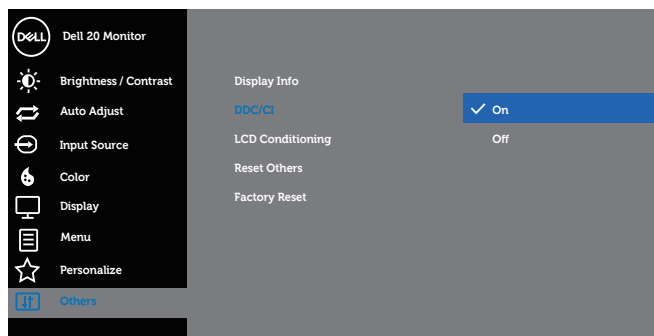 DELL
Dell 20 Monitor
Brightness / Contrast
Auto Adjust
Input Source
Color
Display
Menu
Personalize
Others
Display Info
DDC/CI
LCD Conditioning
Reset Others
Factory Reset
On
Off